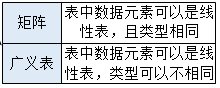 矩阵
表中数据元素可以是线
性表，且类型相同
广义表
表中数据元素可以是线
性表，类型可以不相同